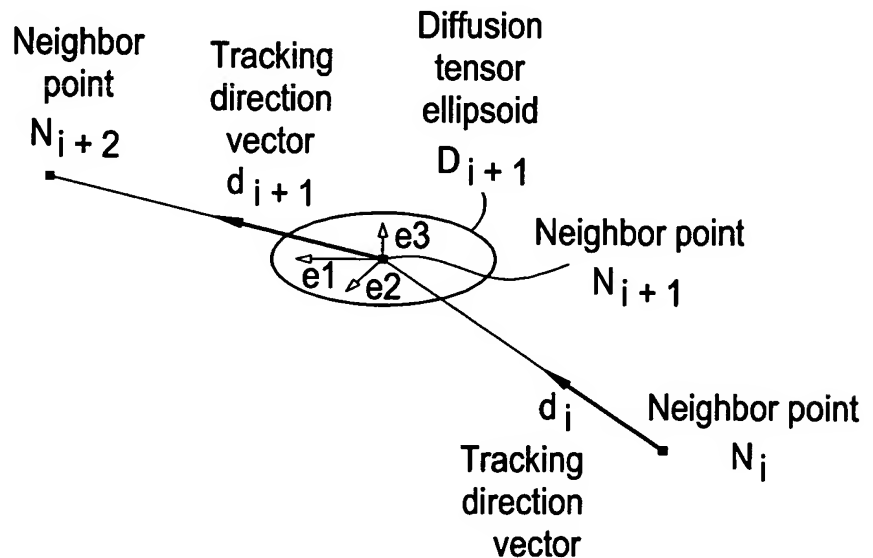 Neighbor
point
N i + 2
Tracking
direction
vector
d i + 1
Diffusion
tensor
ellipsoid
D i + 1
e1
e2
e3
Neighbor point
N i + 1
d i
Tracking
direction
vector
Neighbor point
N i